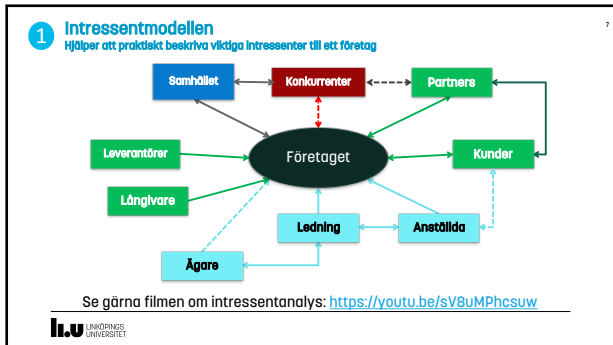 7
1
Intressentmodellen
Hjälper att praktiskt beskriva viktiga intressenter till ett företag
Samhället
Konkurrenter
Partners
Leverantörer
Företaget
Kunder
Långivare
Ledning
Anställda
Ägare
Se gärna filmen om intressentanalys: https://youtu.be/sV8uMPhcsuw
li.u LINKÖPINGS
UNIVERSITET